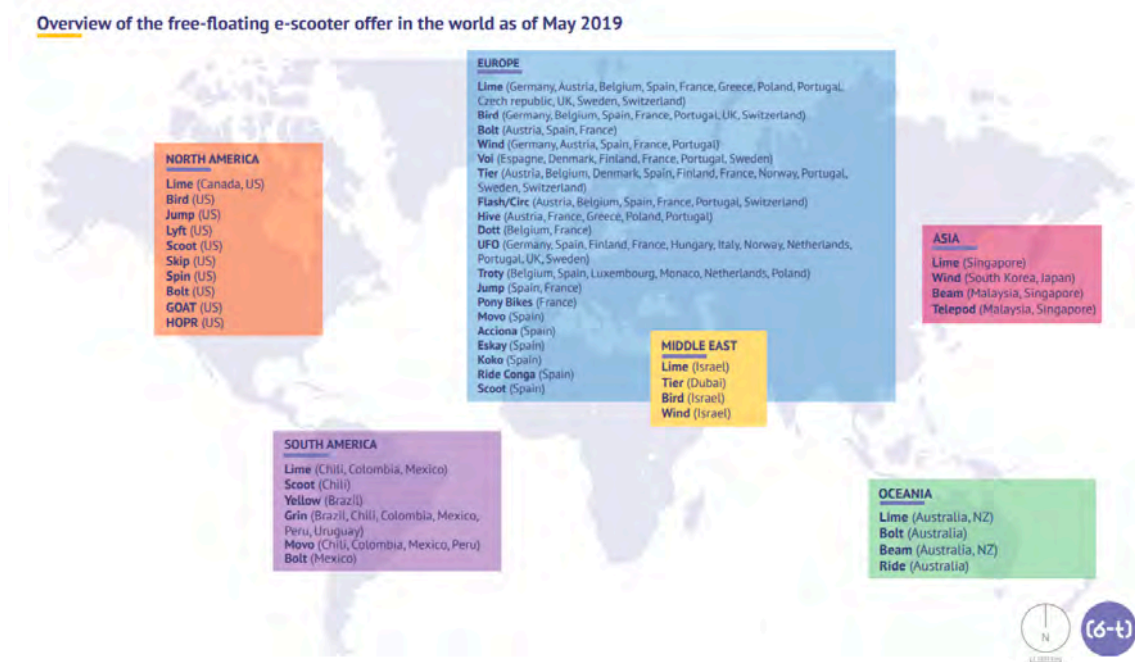 Overview of the free-floating e-scooter offer in the world as of May 2019
EUROPE
Lime (Germany, Austria, Belgium, Spain, France, Greece, Poland, Portugal,
Czech republic, UK, Sweden, Switzerland)
Bird (Germany, Belgium, Spain, France, Portugal, UK, Switzerland)
Bolt (Austria, Spain, France)
Wind (Germany, Austria, Spain, France, Portugal)
Voi (Espagne, Denmark, Finland, France, Portugal, Sweden)
Tier (Austria, Belgium, Denmark, Spain, Finland, France, Norway, Portugal,
Sweden, Switzerland)
Flash/Circ (Austria, Belgium, Spain, France, Portugal, Switzerland)
Hive (Austria, France, Greece, Poland, Portugal)
Dott (Belgium, France)
UFO (Germany, Spain, Finland, France, Hungary, Italy, Norway, Netherlands,
Portugal, UK, Sweden)
Troty (Belgium, Spain, Luxembourg, Monaco, Netherlands, Poland)
Jump (Spain, France)
Pony Bikes (France)
Movo (Spain)
Acciona (Spain)
Eskay (Spain)
Koko (Spain)
Ride Conga (Spain)
Scoot (Spain)
NORTH AMERICA
Lime (Canada, US)
Bird (US)
Jump (US)
Lyft (US)
Scoot (US)
Skip (US)
Spin (US)
Bolt (US)
GOAT (US)
HOPR (US)
ASIA
Lime (Singapore)
Wind (South Korea, Japan)
Beam (Malaysia, Singapore)
Telepod (Malaysia, Singapore)
MIDDLE EAST
Lime (Israel)
Tier (Dubai)
Bird (Israel)
Wind (Israel)
SOUTH AMERICA
Lime (Chili, Colombia, Mexico)
Scoot (Chili)
Yellow (Brazil)
Grin (Brazil, Chili, Colombia, Mexico,
Peru, Uruguay)
Movo (Chili, Colombia, Mexico, Peru)
Bolt (Mexico)
OCEANIA
Lime (Australia, NZ)
Bolt (Australia)
Beam (Australia, NZ)
Ride (Australia)
N
(6-t)